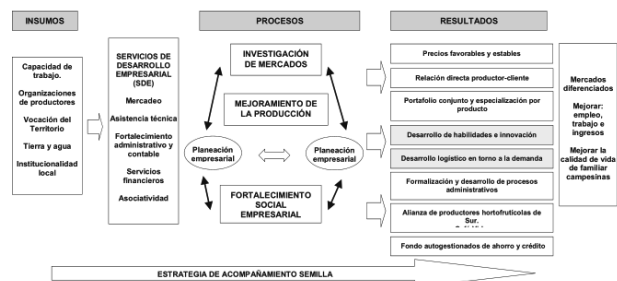 INSUMOS
PROCESOS
RESULTADOS
Capacidad de
trabajo.
Organizaciones
de productores
Vocación del
Territorio
Tierra y agua
Institucionalidad
local
SERVICIOS DE
DESARROLLO
EMPRESARIAL
(SDE)
Mercadeo
Asistencia técnica
Fortalecimiento
administrativo y
contable
Servicios
financieros
Asociatividad
INVESTIGACIÓN
DE MERCADOS
MEJORAMIENTO DE
LA PRODUCCIÓN
Planeación
empresarial
Planeación
empresarial
FORTALECIMIENTO
SOCIAL
EMPRESARIAL
Precios favorables y estables
Relación directa productor-cliente
Portafolio conjunto y especialización por
producto
Desarrollo de habilidades e innovación
Desarrollo logístico en torno a la demanda
Formalización y desarrollo de procesos
administrativos
Alianza de productores hortofrutícolas de
Sur.
Fondo autogestionados de ahorro y crédito
Mercados
diferenciados
Mejorar:
empleo,
trabajo e
ingresos
Mejorar la
calidad de vida
de familiar
campesinas
ESTRATEGIA DE ACOMPAÑAMIENTO SEMILLA